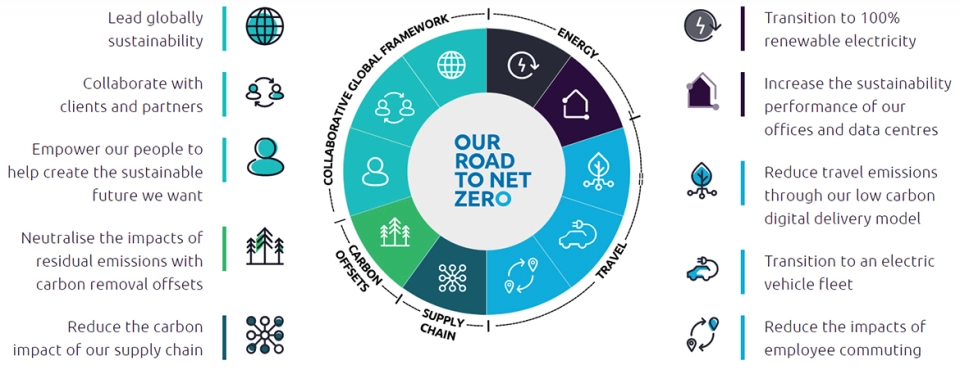 Lead globally
sustainability
Collaborate with
clients and partners
Empower our people to
help create the sustainable
future we want
Neutralise the impacts of
residual emissions with
carbon removal offsets
Reduce the carbon
impact of our supply chain
COLLABORATIVE GLOBAL FRAMEWORK
ENERGY
TRAVEL
SUPPLY
CHAIN
CARBON
OFFSETS
OUR
ROAD
TO NET
ZERO
Transition to 100%
renewable electricity
Increase the sustainability
performance of our
offices and data centres
Reduce travel emissions
through our low carbon
digital delivery model
Transition to an electric
vehicle fleet
Reduce the impacts of
employee commuting